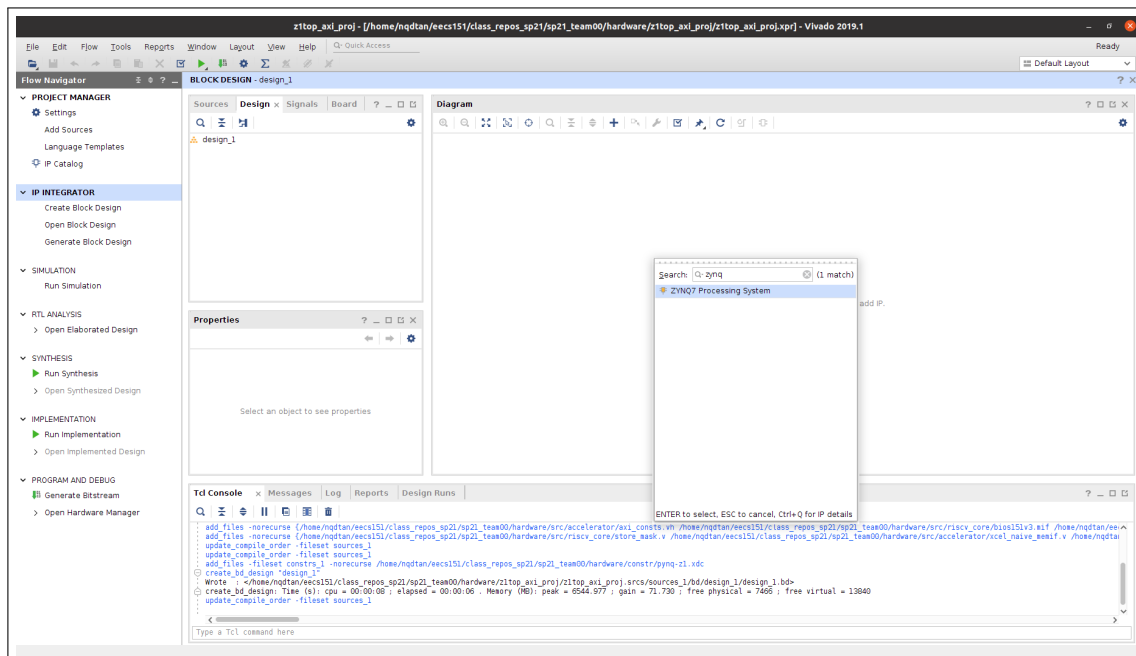 z1top_axi_proj - [/home/nqdtan/eecs151/class_repos_sp21/sp21_team00/hardware/z1top_axi_proj/z1top_axi_proj.xpr] - Vivado 2019.1
File Edit Flow Tools Reports Window Layout View Help Quick Access Ready
Default Layout
Flow Navigator
BLOCK DESIGN - design_1
PROJECT MANAGER
Settings
Add Sources
Language Templates
IP Catalog
IP INTEGRATOR
Create Block Design
Open Block Design
Generate Block Design
SIMULATION
Run Simulation
RTL ANALYSIS
Open Elaborated Design
SYNTHESIS
Run Synthesis
Open Synthesized Design
IMPLEMENTATION
Run Implementation
Open Implemented Design
PROGRAM AND DEBUG
Generate Bitstream
Open Hardware Manager
Sources Design Signals Board
design_1
Properties
Select an object to see properties
Diagram
Search: zynq (1 match)
ZYNQ7 Processing System
add IP.
ENTER to select, ESC to cancel, Ctrl+Q for IP details
Tcl Console Messages Log Reports Design Runs
add_files -norecurse {/home/nqdtan/eecs151/class_repos_sp21/sp21_team00/hardware/src/accelerator/axi_consts.vh /home/nqdtan/eecs151/class_repos_sp21/sp21_team00/hardware/src/riscv_core/bios151v3.mif /home/nqdtan/eec
add_files -norecurse {/home/nqdtan/eecs151/class_repos_sp21/sp21_team00/hardware/src/riscv_core/store_mask.v /home/nqdtan/eecs151/class_repos_sp21/sp21_team00/hardware/src/accelerator/xcel_naive_memif.v /home/nqdtan
update_compile_order -fileset sources_1
update_compile_order -fileset sources_1
add_files -fileset constrs_1 -norecurse /home/nqdtan/eecs151/class_repos_sp21/sp21_team00/hardware/constr/pynq-z1.xdc
create_bd_design "design_1"
Wrote : </home/nqdtan/eecs151/class_repos_sp21/sp21_team00/hardware/z1top_axi_proj/z1top_axi_proj.srcs/sources_1/bd/design_1/design_1.bd>
create_bd_design: Time (s): cpu = 00:00:08 ; elapsed = 00:00:06 . Memory (MB): peak = 6544.977 ; gain = 71.730 ; free physical = 7466 ; free virtual = 13840
update_compile_order -fileset sources_1
Type a Tcl command here